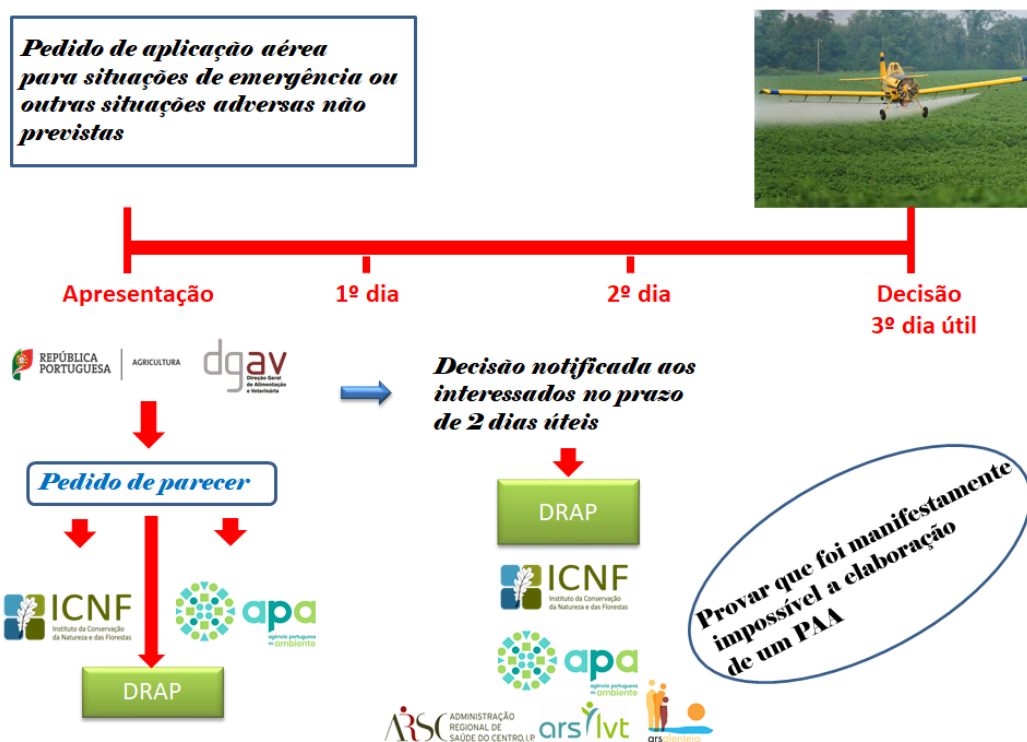 Pedido de aplicação aérea
para situações de emergência ou
outras situações adversas não
previstas
Apresentação
1º dia
2º dia
Decisão
3º dia útil
REPÚBLICA
PORTUGUESA
AGRICULTURA
dgav
Direção Geral
de Alimentação
e Veterinária
Decisão notificada aos
interessados no prazo
de 2 dias úteis
Pedido de parecer
DRAP
Provar que foi manifestamente
impossível a elaboração
de um PAA
ICNF
Instituto da Conservação
da Natureza e das Florestas
apa
agência portuguesa
do ambiente
DRAP
ICNF
Instituto da Conservação
da Natureza e das Florestas
apa
agência portuguesa
do ambiente
ARSC
ADMINISTRAÇÃO
REGIONAL DE
SAÚDE DO CENTRO, I.P.
ars lvt
arsalentejo